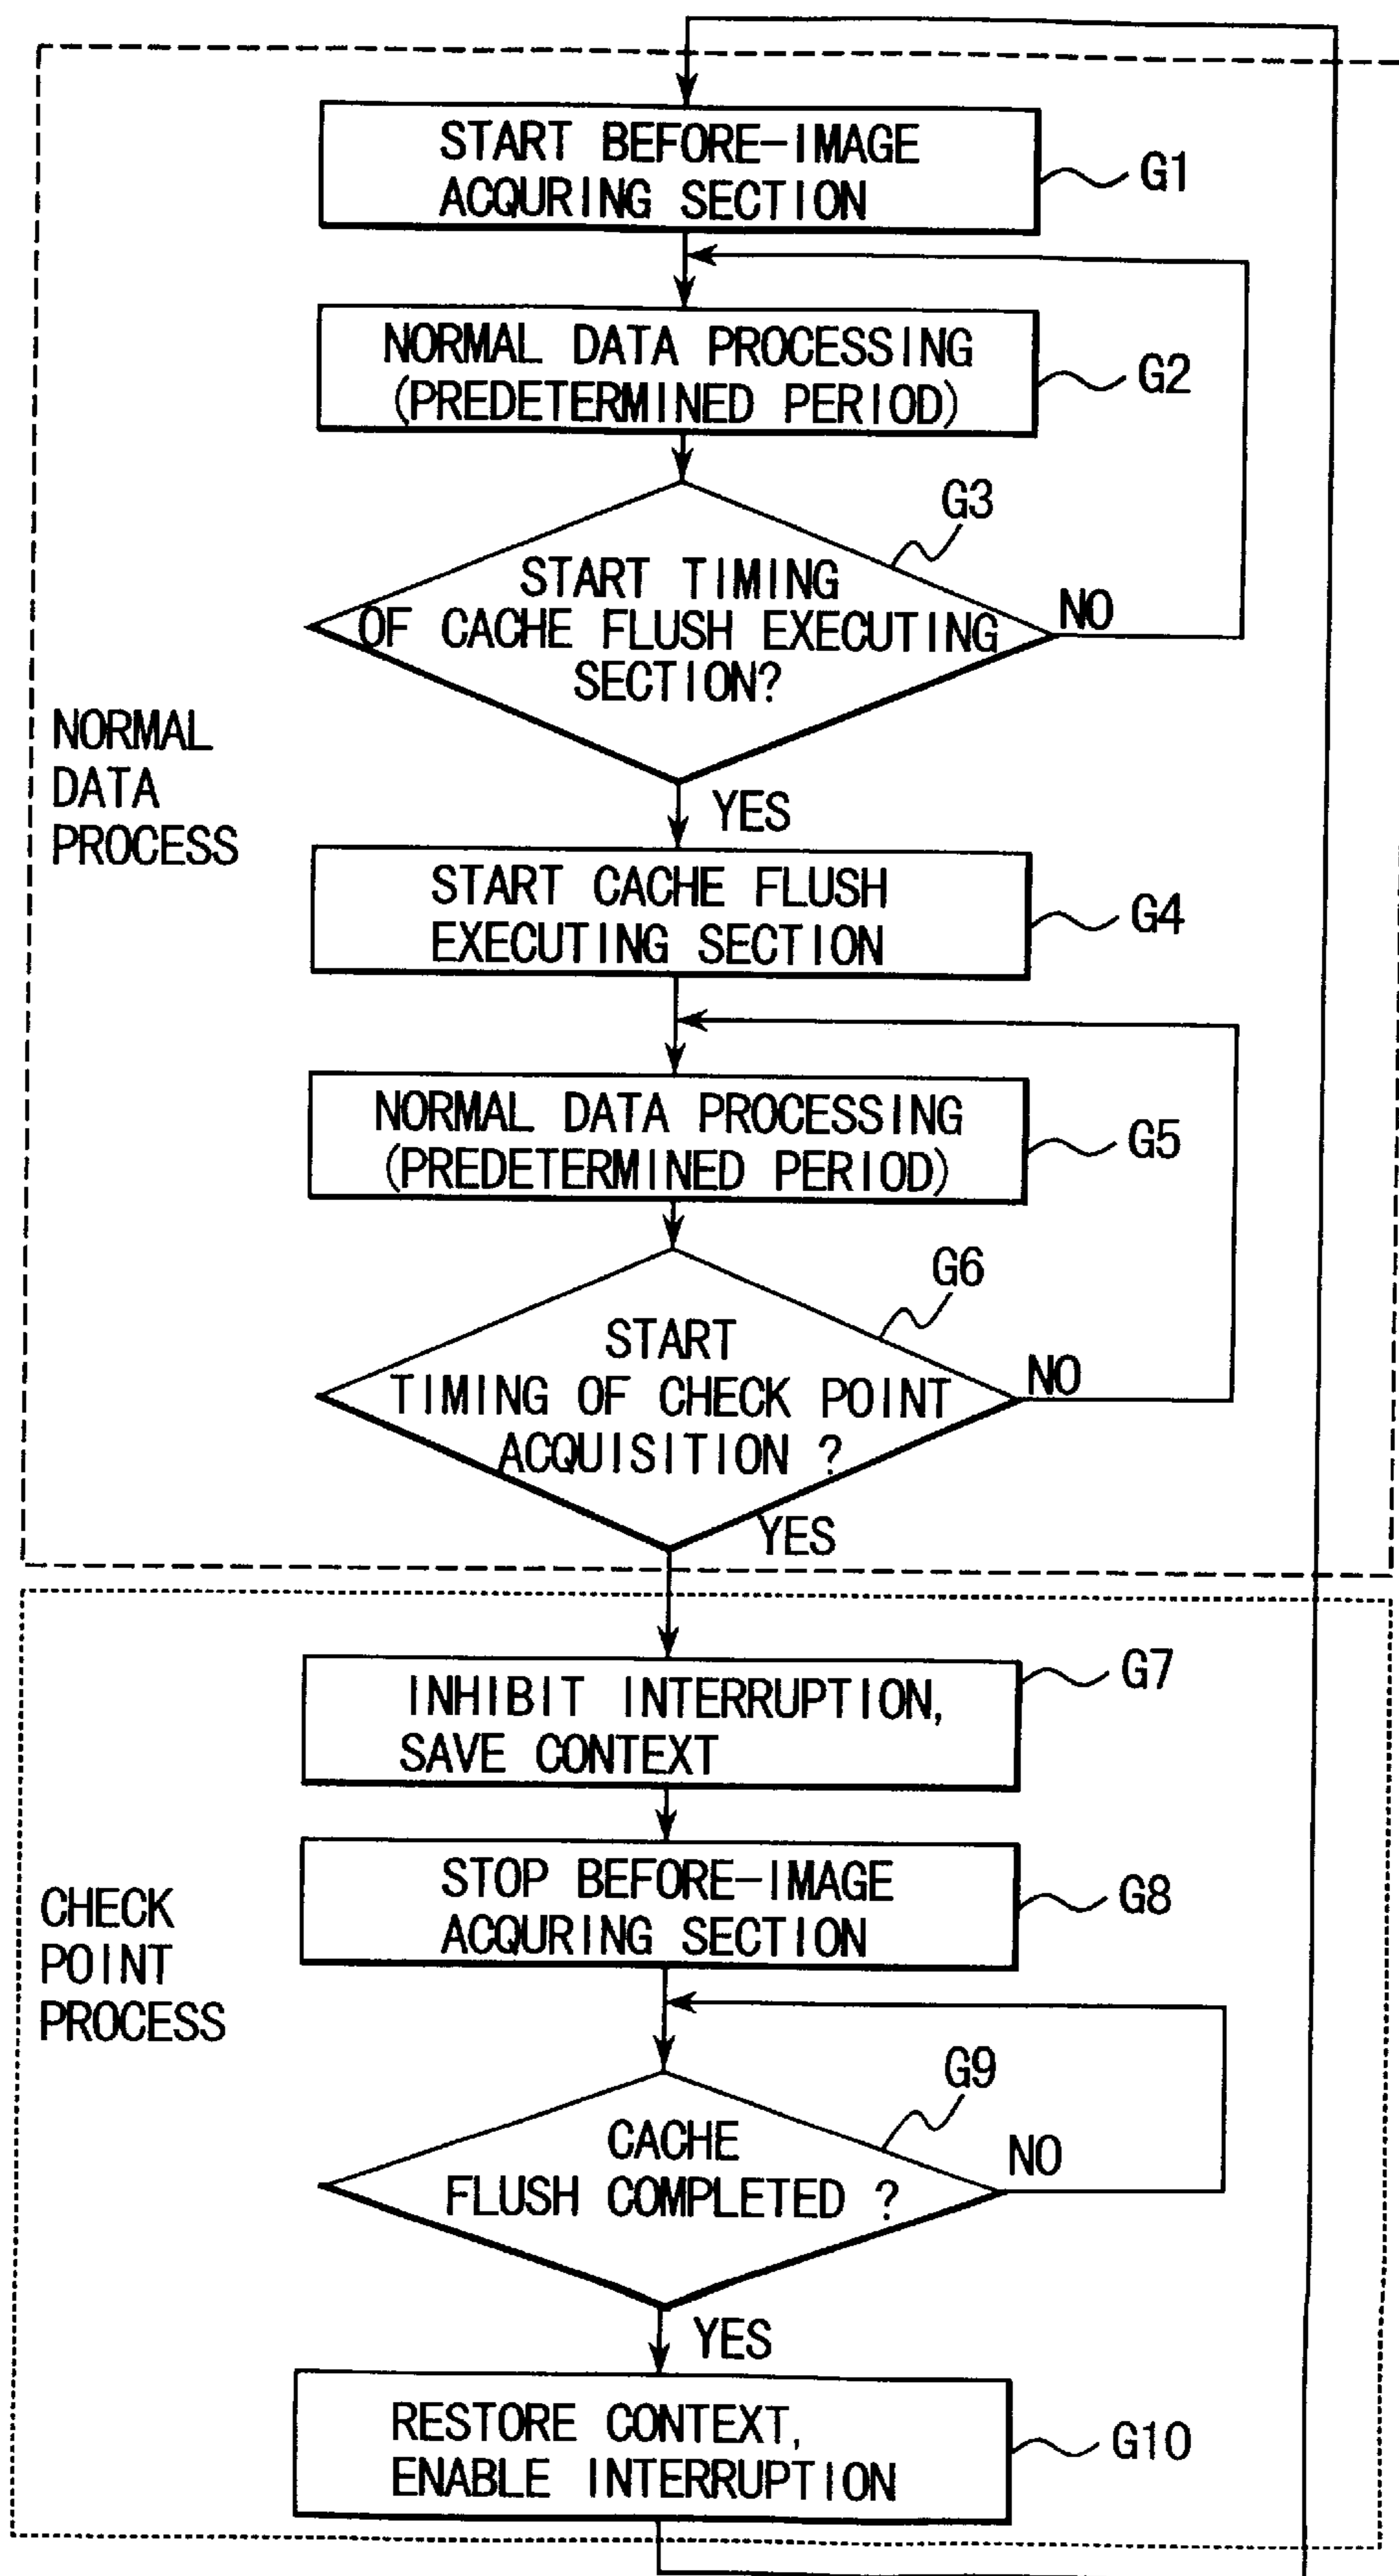 START BEFORE-IMAGE
ACQURING SECTION
G1
NORMAL DATA PROCESSING
(PREDETERMINED PERIOD)
G2
G3
START TIMING
OF CACHE FLUSH EXECUTING
SECTION?
NO
NORMAL
DATA
PROCESS
YES
START CACHE FLUSH
EXECUTING SECTION
G4
NORMAL DATA PROCESSING
(PREDETERMINED PERIOD)
G5
G6
START
TIMING OF CHECK POINT
ACQUISITION ?
NO
YES
INHIBIT INTERRUPTION,
SAVE CONTEXT
G7
STOP BEFORE-IMAGE
ACQURING SECTION
G8
CHECK
POINT
PROCESS
G9
CACHE
FLUSH COMPLETED ?
NO
YES
RESTORE CONTEXT,
ENABLE INTERRUPTION
G10